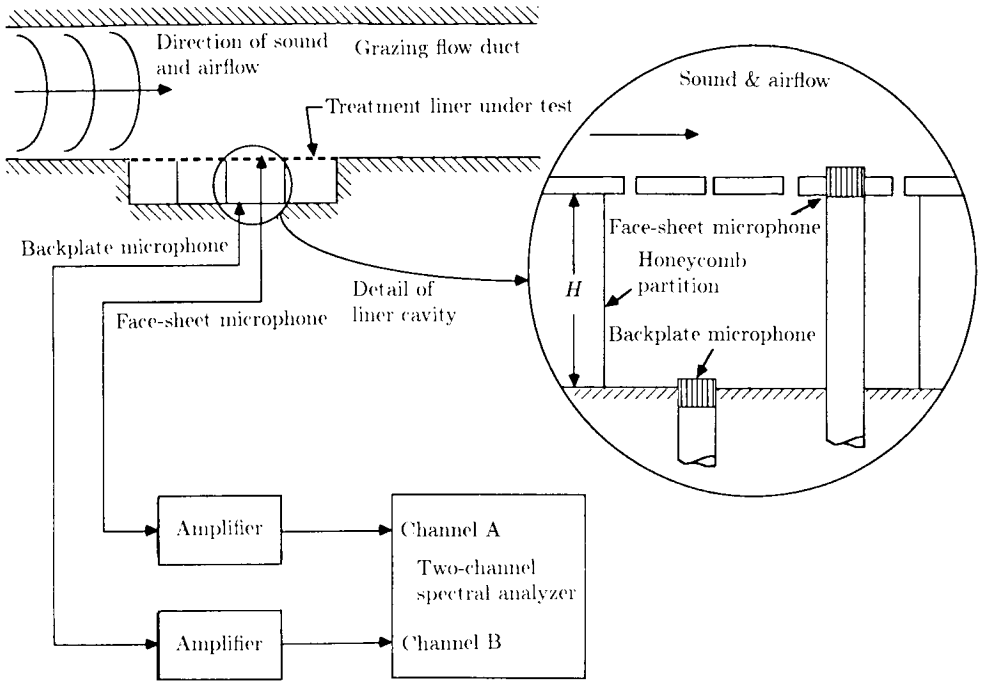 Direction of sound
and airflow
Grazing flow duct
Treatment liner under test
Backplate microphone
Face-sheet microphone
Detail of
liner cavity
Sound & airflow
Face-sheet microphone
Honeycomb
partition
H
Backplate microphone
Amplifier
Channel A
Two-channel
spectral analyzer
Amplifier
Channel B